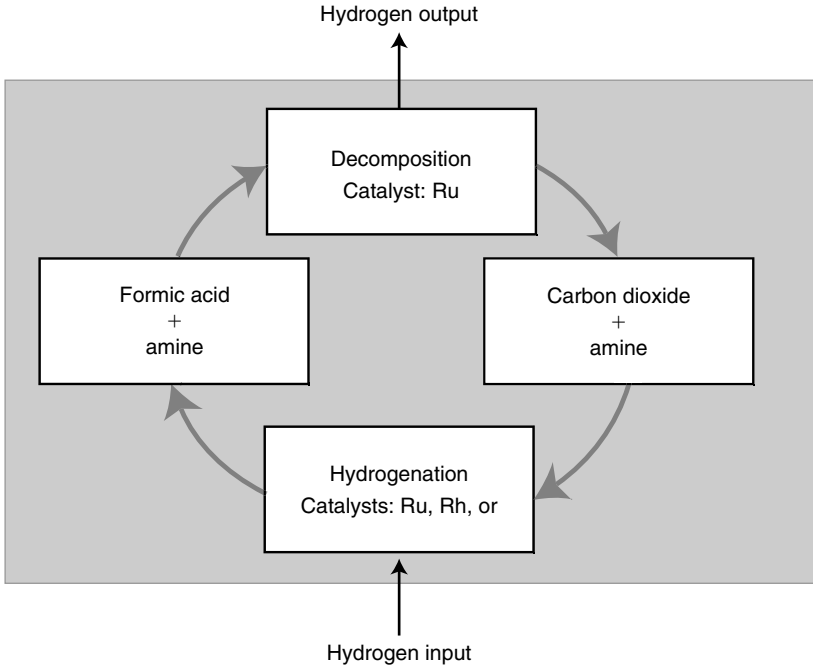 Hydrogen output
Decomposition
Catalyst: Ru
Formic acid
+
amine
Carbon dioxide
+
amine
Hydrogenation
Catalysts: Ru, Rh, or
Hydrogen input